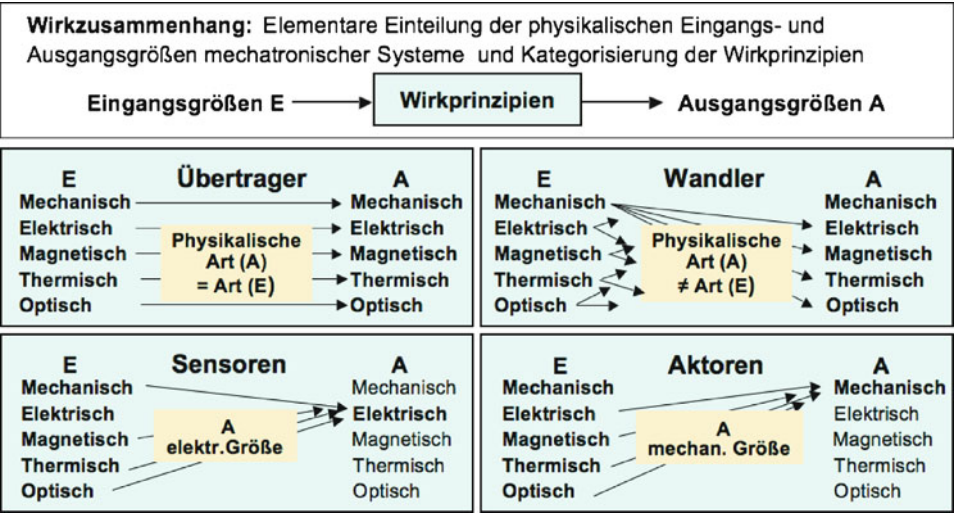 Wirkzusammenhang: Elementare Einteilung der physikalischen Eingangs- und
Ausgangsgrößen mechatronischer Systeme und Kategorisierung der Wirkprinzipien
Eingangsgrößen E
Wirkprinzipien
Ausgangsgrößen A
E Übertrager A
Mechanisch Mechanisch
Elektrisch Elektrisch
Magnetisch Magnetisch
Thermisch Thermisch
Optisch Optisch
Physikalische
Art (A)
= Art (E)
E Wandler A
Mechanisch Mechanisch
Elektrisch Elektrisch
Magnetisch Magnetisch
Thermisch Thermisch
Optisch Optisch
Physikalische
Art (A)
≠ Art (E)
E Sensoren A
Mechanisch Mechanisch
Elektrisch Elektrisch
Magnetisch Magnetisch
Thermisch Thermisch
Optisch Optisch
A
elektr.Größe
E Aktoren A
Mechanisch Mechanisch
Elektrisch Elektrisch
Magnetisch Magnetisch
Thermisch Thermisch
Optisch Optisch
A
mechan. Größe